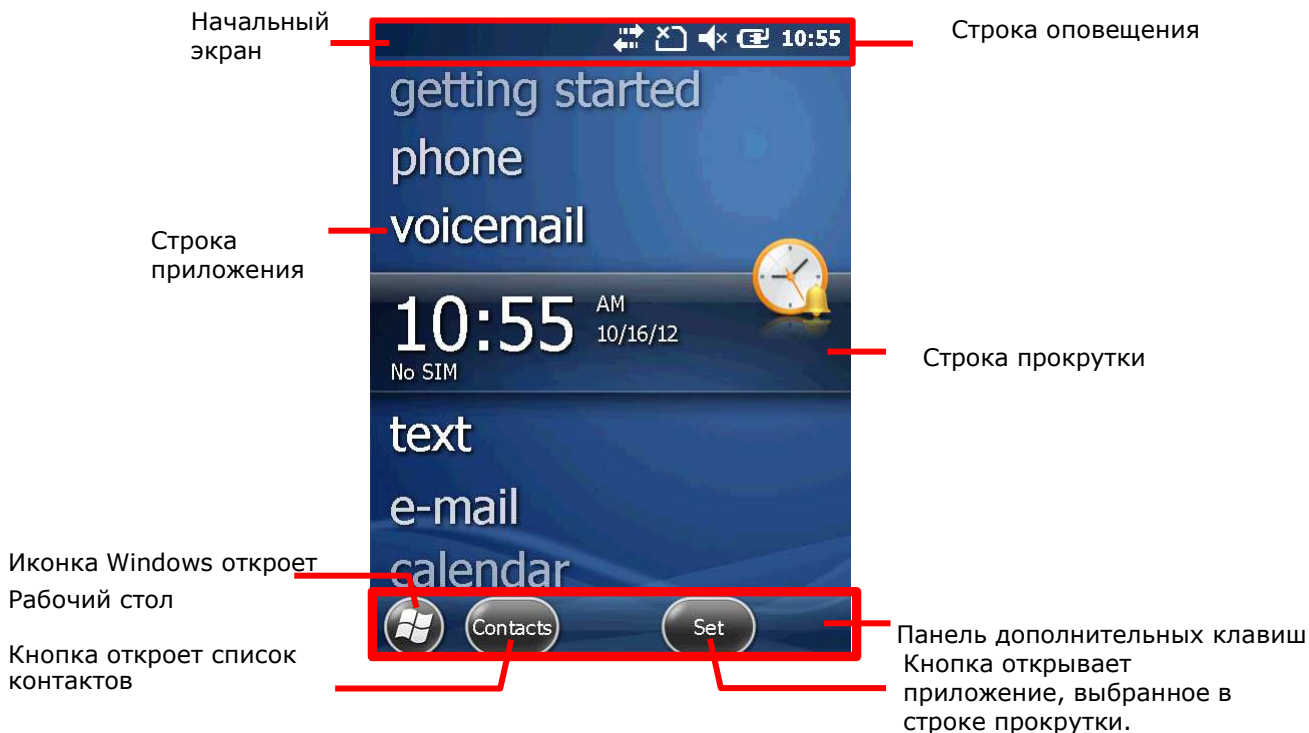 Начальный
экран
10:55
Строка оповещения
getting started
phone
voicemail
Строка
приложения
10:55
AM
10/16/12
No SIM
Строка прокрутки
text
e-mail
calendar
Иконка Windows откроет
Рабочий стол
Contacts
Set
Кнопка откроет список
контактов
Панель дополнительных клавиш
Кнопка открывает
приложение, выбранное в
строке прокрутки.